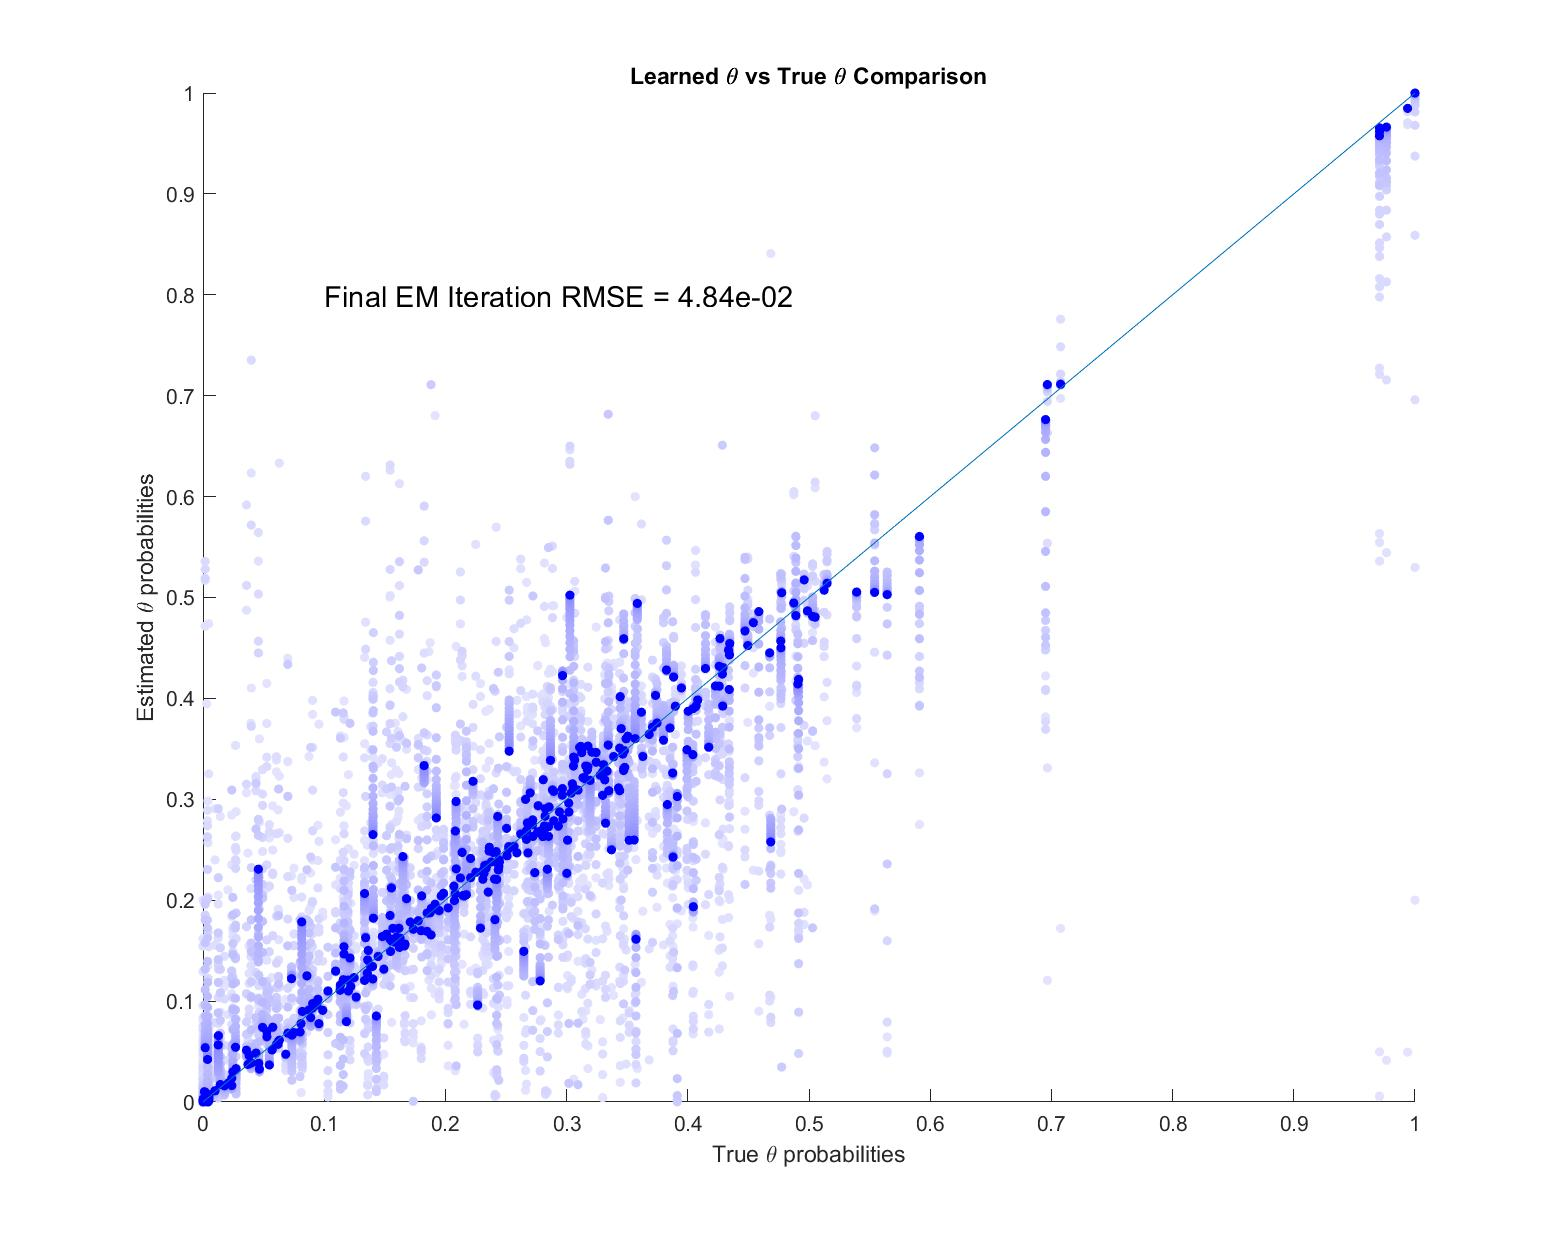 Learned θ vs True θ Comparison
1
0.9
0.8
Final EM Iteration RMSE = 4.84e-02
0.7
0.6
0.5
0.4
0.3
0.2
0.1
0
Estimated θ probabilities
0 0.1 0.2 0.3 0.4 0.5 0.6 0.7 0.8 0.9 1
True θ probabilities